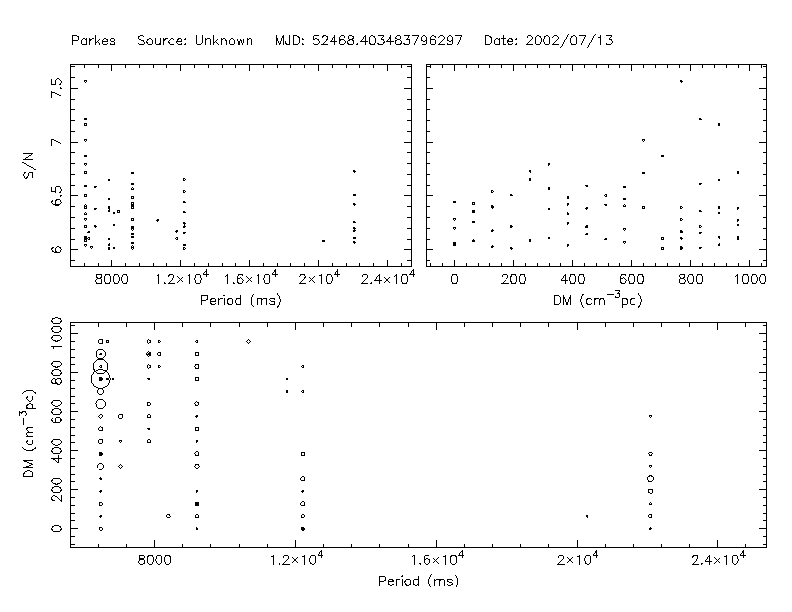 Parkes Source: Unknown MJD: 52468.403483796297 Date: 2002/07/13
7.5
7
6.5
6
S/N
8000 1.2×10⁴ 1.6×10⁴ 2×10⁴ 2.4×10⁴
Period (ms)
0 200 400 600 800 1000
DM (cm⁻³pc)
1000
800
600
400
200
0
DM (cm⁻³pc)
8000 1.2×10⁴ 1.6×10⁴ 2×10⁴ 2.4×10⁴
Period (ms)